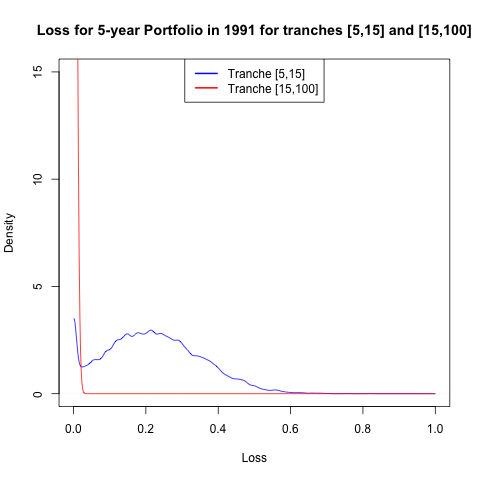 Loss for 5-year Portfolio in 1991 for tranches [5,15] and [15,100]
Tranche [5,15]
Tranche [15,100]
15
10
5
0
Density
0.0 0.2 0.4 0.6 0.8 1.0
Loss